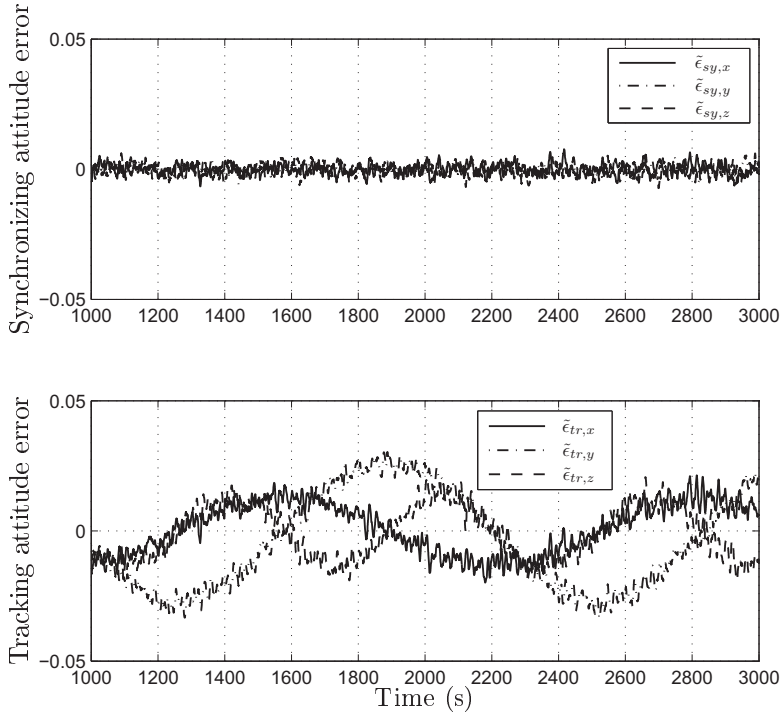 Synchronizing attitude error
0.05
0
−0.05
ϵ̃sy,x
ϵ̃sy,y
ϵ̃sy,z
1000 1200 1400 1600 1800 2000 2200 2400 2600 2800 3000
Tracking attitude error
0.05
0
−0.05
ϵ̃tr,x
ϵ̃tr,y
ϵ̃tr,z
1000 1200 1400 1600 1800 2000 2200 2400 2600 2800 3000
Time (s)